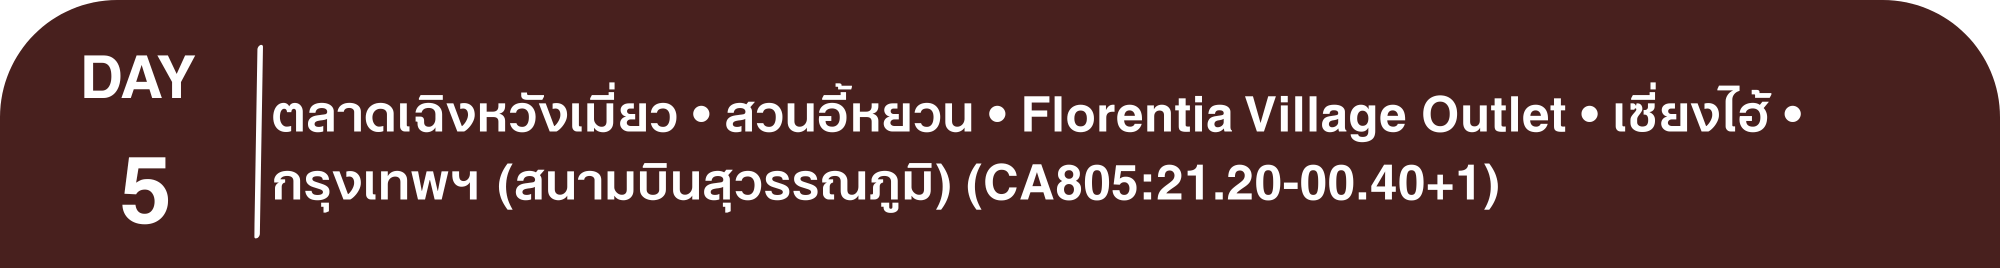 DAY
5
ตลาดเฉิงหวังเมี่ยว • สวนอี้หยวน • Florentia Village Outlet • เซี่ยงไฮ้ •
กรุงเทพฯ (สนามบินสุวรรณภูมิ) (CA805:21.20-00.40+1)